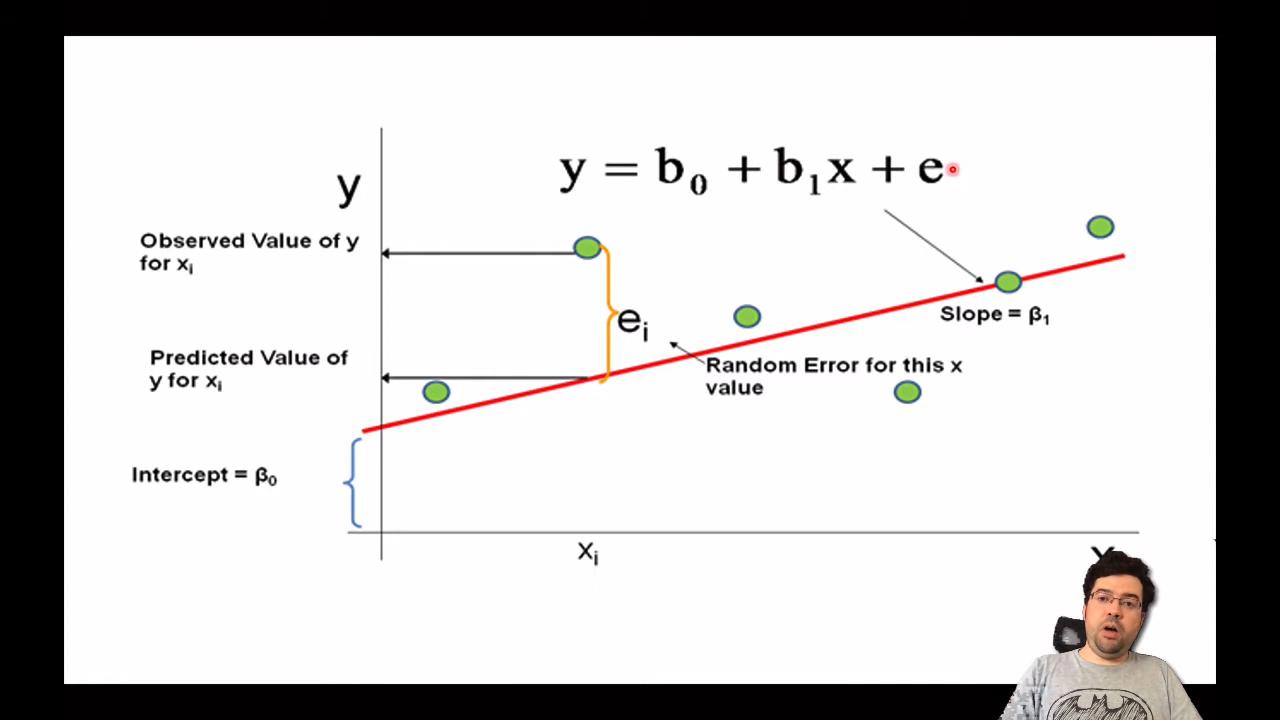 y = b₀ + b₁x + e
y
Observed Value of y
for xᵢ
eᵢ
Slope = β₁
Predicted Value of
y for xᵢ
Random Error for this x
value
Intercept = β₀
xᵢ